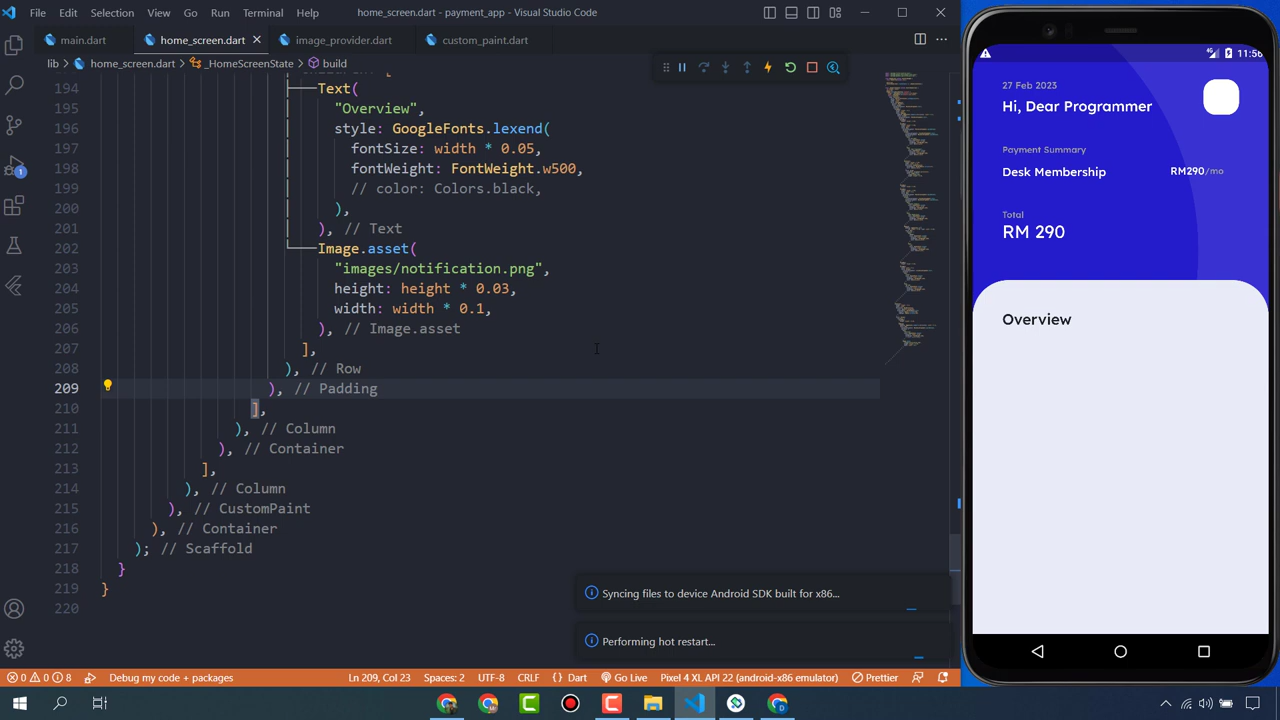 File Edit Selection View Go Run Terminal Help
home_screen.dart - payment_app - Visual Studio Code
main.dart home_screen.dart image_provider.dart custom_paint.dart
lib > home_screen.dart > _HomeScreenState > build
194 Text(
195 "Overview",
196 style: GoogleFonts.lexend(
197 fontSize: width * 0.05,
198 fontWeight: FontWeight.w500,
199 // color: Colors.black,
200 ),
201 ), // Text
202 Image.asset(
203 "images/notification.png",
204 height: height * 0.03,
205 width: width * 0.1,
206 ), // Image.asset
207 ],
208 ), // Row
209 ), // Padding
210 ],
211 ), // Column
212 ), // Container
213 ],
214 ), // Column
215 ), // CustomPaint
216 ), // Container
217 ); // Scaffold
218 }
219 }
220
1
Syncing files to device Android SDK built for x86...
Performing hot restart...
0 0 8 Debug my code + packages
Ln 209, Col 23 Spaces: 2 UTF-8 CRLF {} Dart Go Live Pixel 4 XL API 22 (android-x86 emulator) Prettier
4G 11:56
27 Feb 2023
Hi, Dear Programmer
Payment Summary
Desk Membership RM290/mo
Total
RM 290
Overview